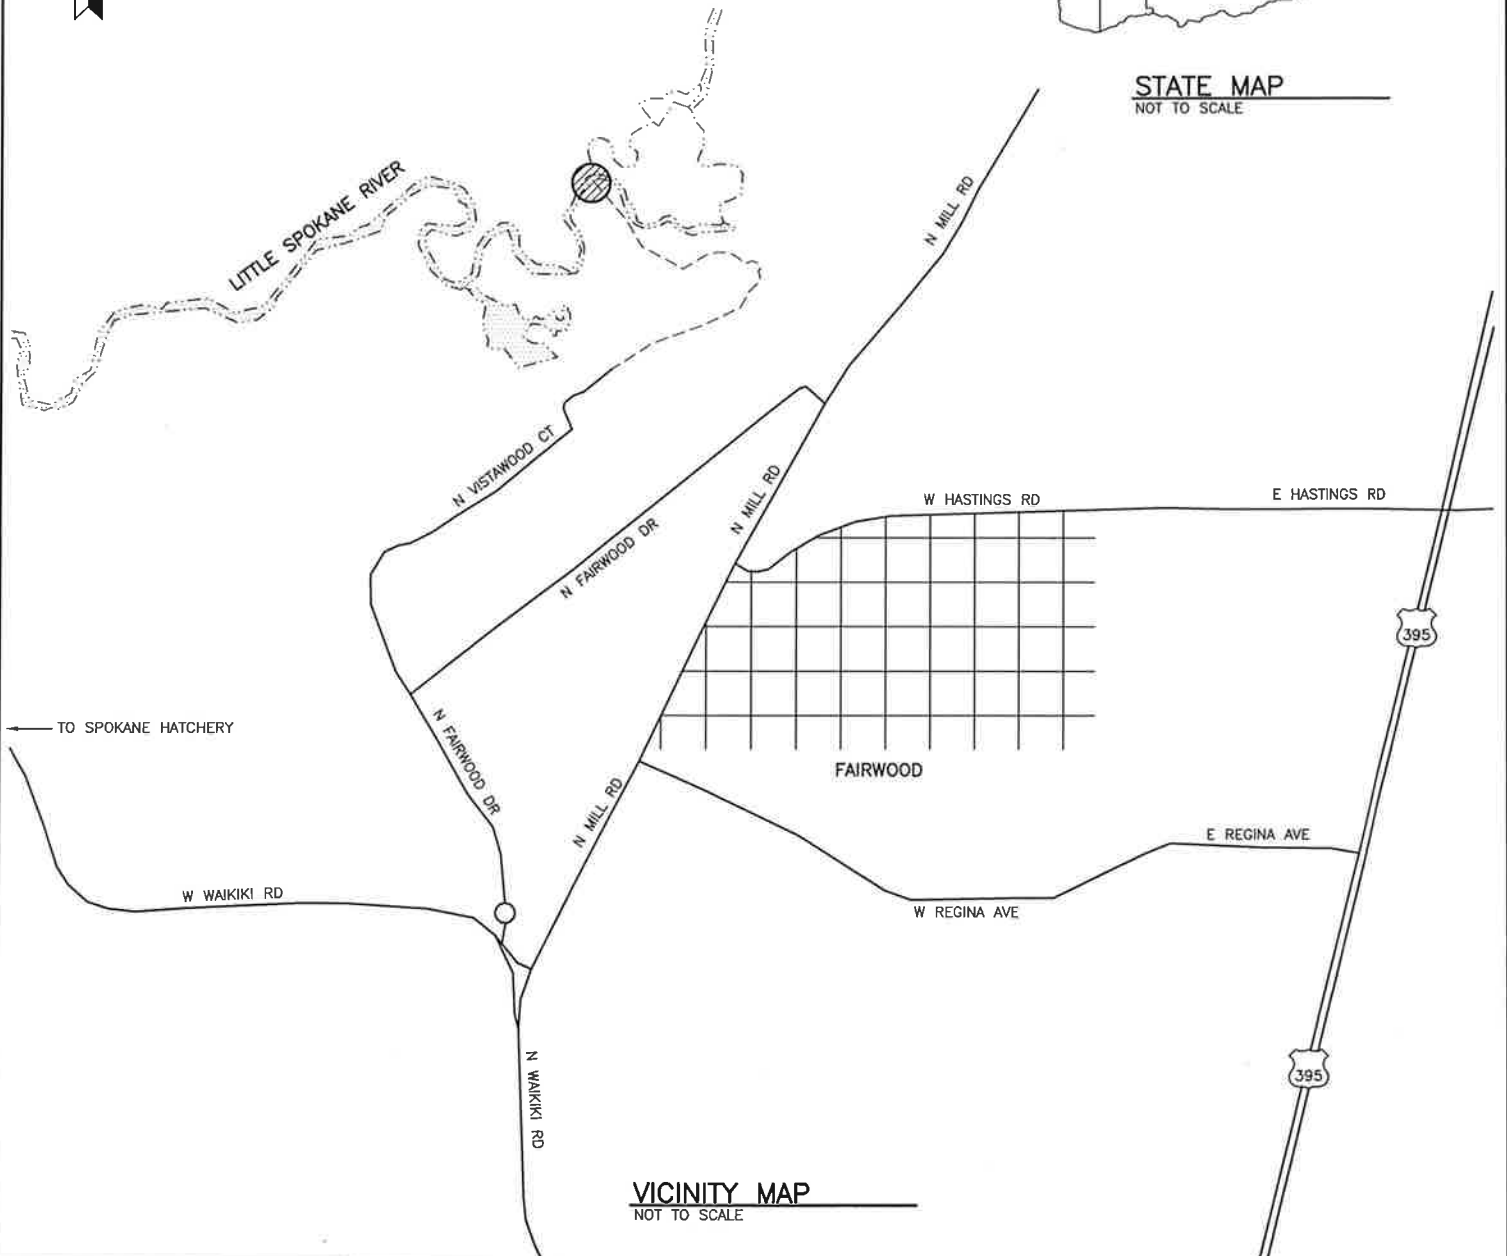 STATE MAP
NOT TO SCALE
LITTLE SPOKANE RIVER
N MILL RD
N VISTAWOOD CT
N FAIRWOOD DR
N MILL RD
W HASTINGS RD
E HASTINGS RD
395
TO SPOKANE HATCHERY
N FAIRWOOD DR
FAIRWOOD
N MILL RD
E REGINA AVE
W WAIKIKI RD
W REGINA AVE
395
N WAIKIKI RD
VICINITY MAP
NOT TO SCALE